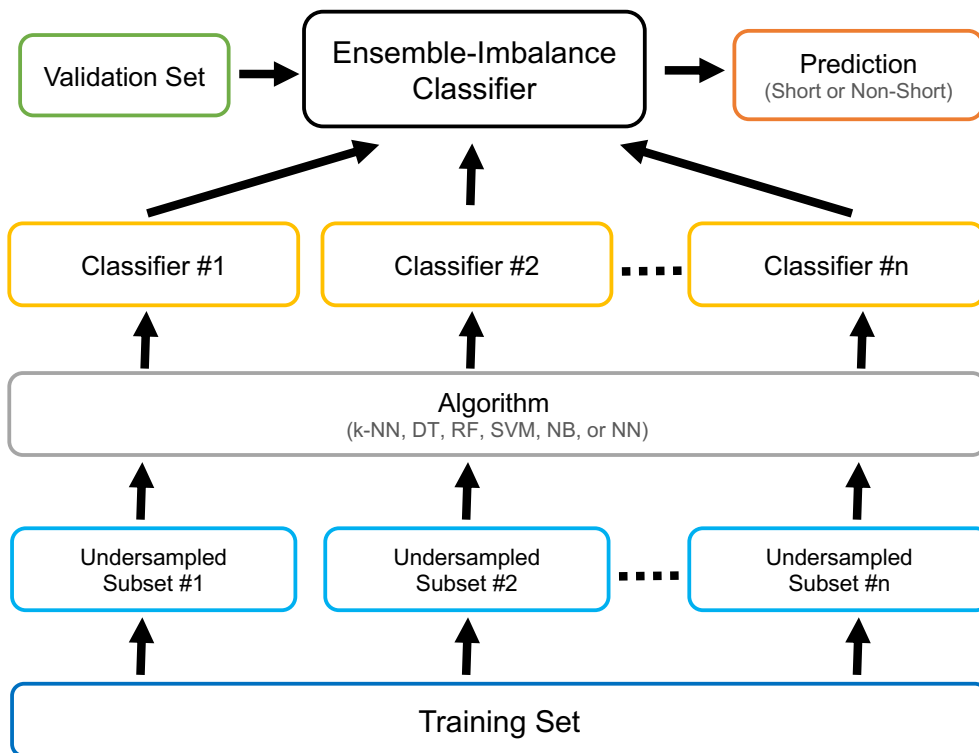 Validation Set
Ensemble-Imbalance
Classifier
Prediction
(Short or Non-Short)
Classifier #1
Classifier #2
Classifier #n
Algorithm
(k-NN, DT, RF, SVM, NB, or NN)
Undersampled
Subset #1
Undersampled
Subset #2
Undersampled
Subset #n
Training Set